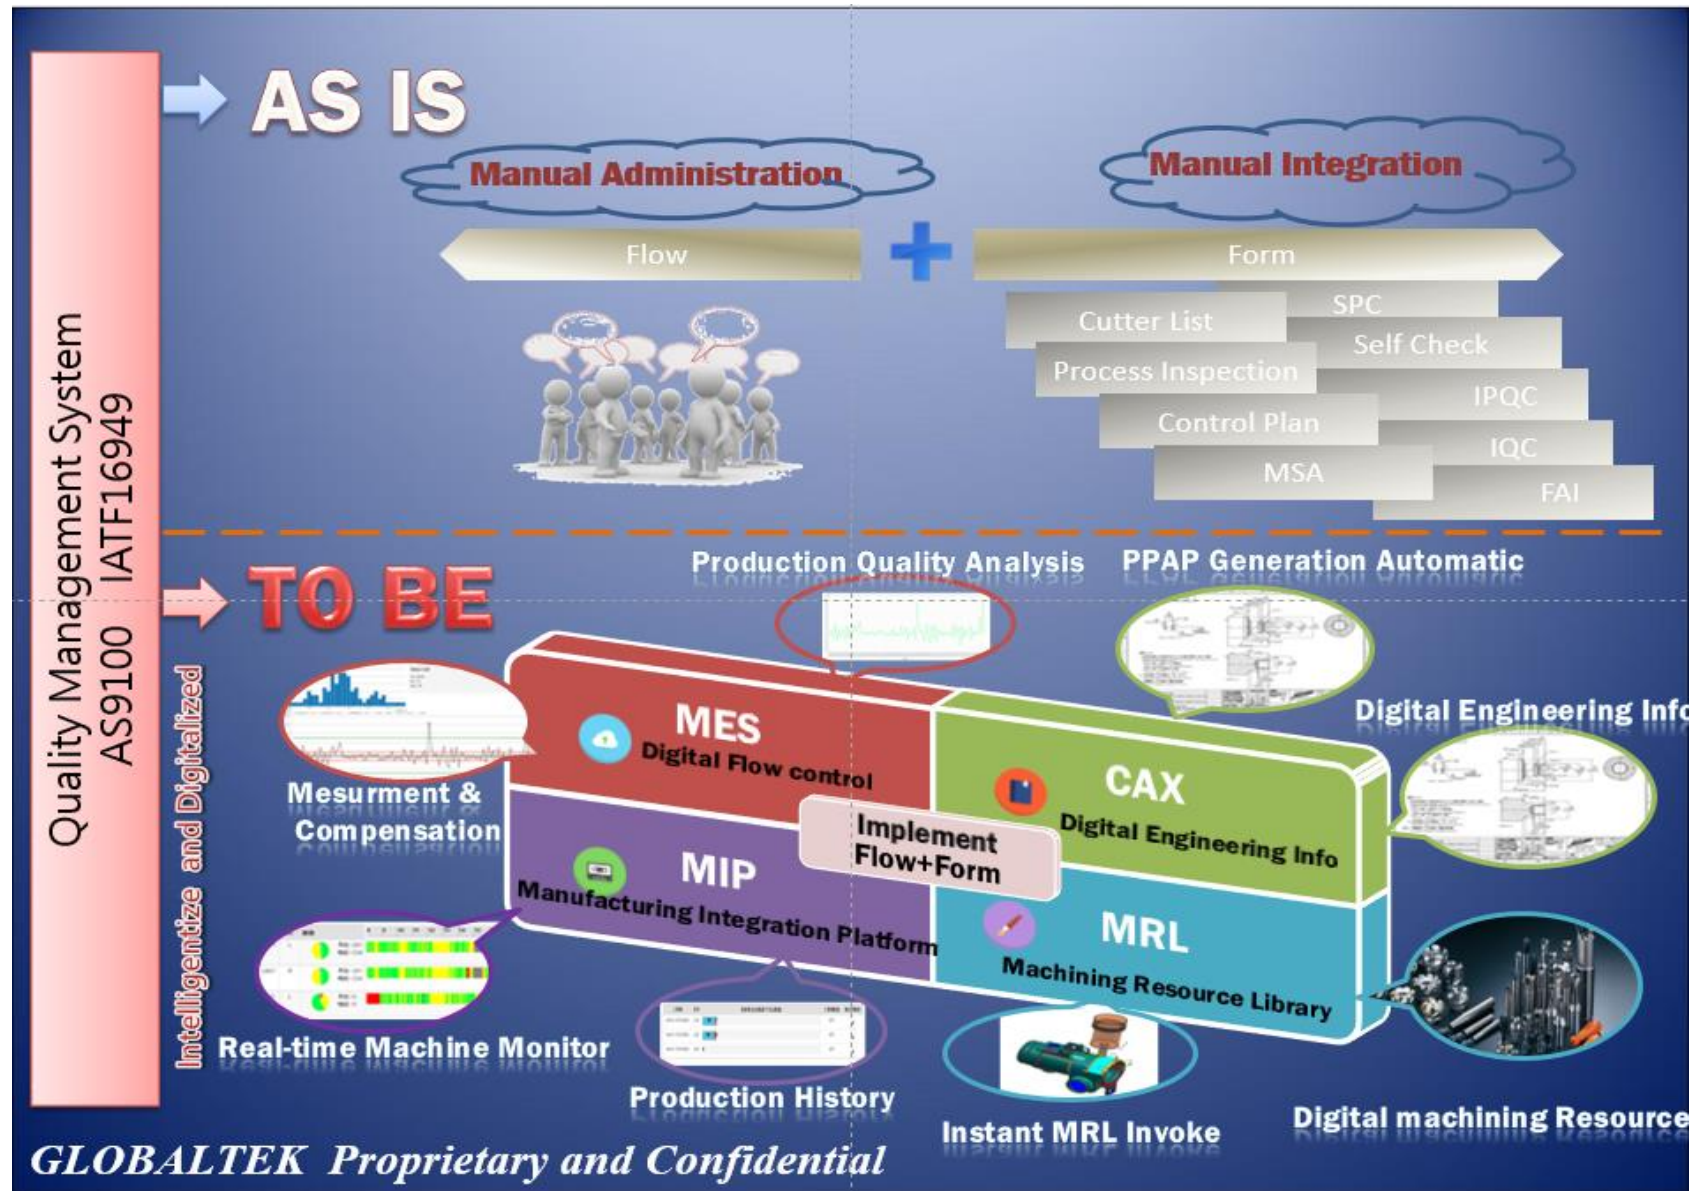 Quality Management System
AS9100 IATF16949
AS IS
Manual Administration
Manual Integration
Flow
Form
SPC
Cutter List
Self Check
Process Inspection
IPQC
Control Plan
IQC
MSA
FAI
TO BE
Intelligentize and Digitalized
Production Quality Analysis
PPAP Generation Automatic
Digital Engineering Info
MES
Digital Flow control
CAX
Digital Engineering Info
Implement
Flow+Form
MIP
Manufacturing Integration Platform
MRL
Machining Resource Library
Mesurment &
Compensation
Real-time Machine Monitor
Production History
Instant MRL Invoke
Digital machining Resource
GLOBALTEK Proprietary and Confidential